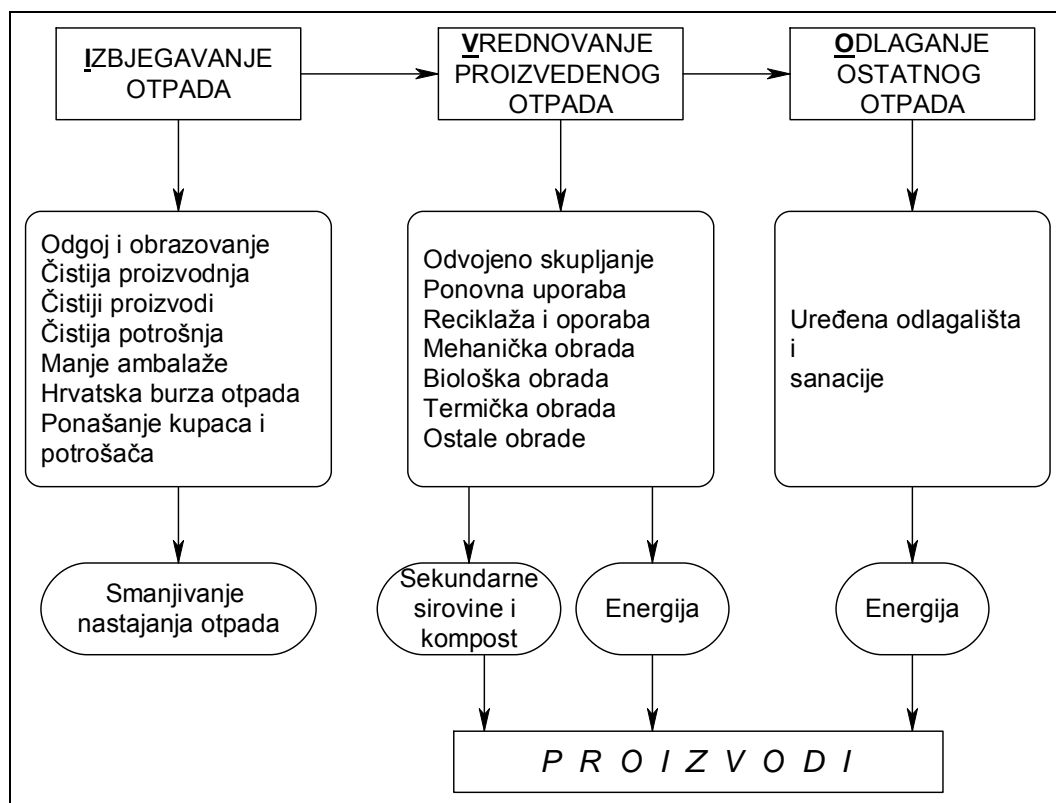 IZBJEGAVANJE
OTPADA
VREDNOVANJE
PROIZVEDENOG
OTPADA
ODLAGANJE
OSTATNOG
OTPADA
Odgoj i obrazovanje
Čistija proizvodnja
Čistiji proizvodi
Čistija potrošnja
Manje ambalaže
Hrvatska burza otpada
Ponašanje kupaca i
potrošača
Odvojeno skupljanje
Ponovna uporaba
Reciklaža i oporaba
Mehanička obrada
Biološka obrada
Termička obrada
Ostale obrade
Uređena odlagališta
i
sanacije
Smanjivanje
nastajanja otpada
Sekundarne
sirovine i
kompost
Energija
Energija
P R O I Z V O D I